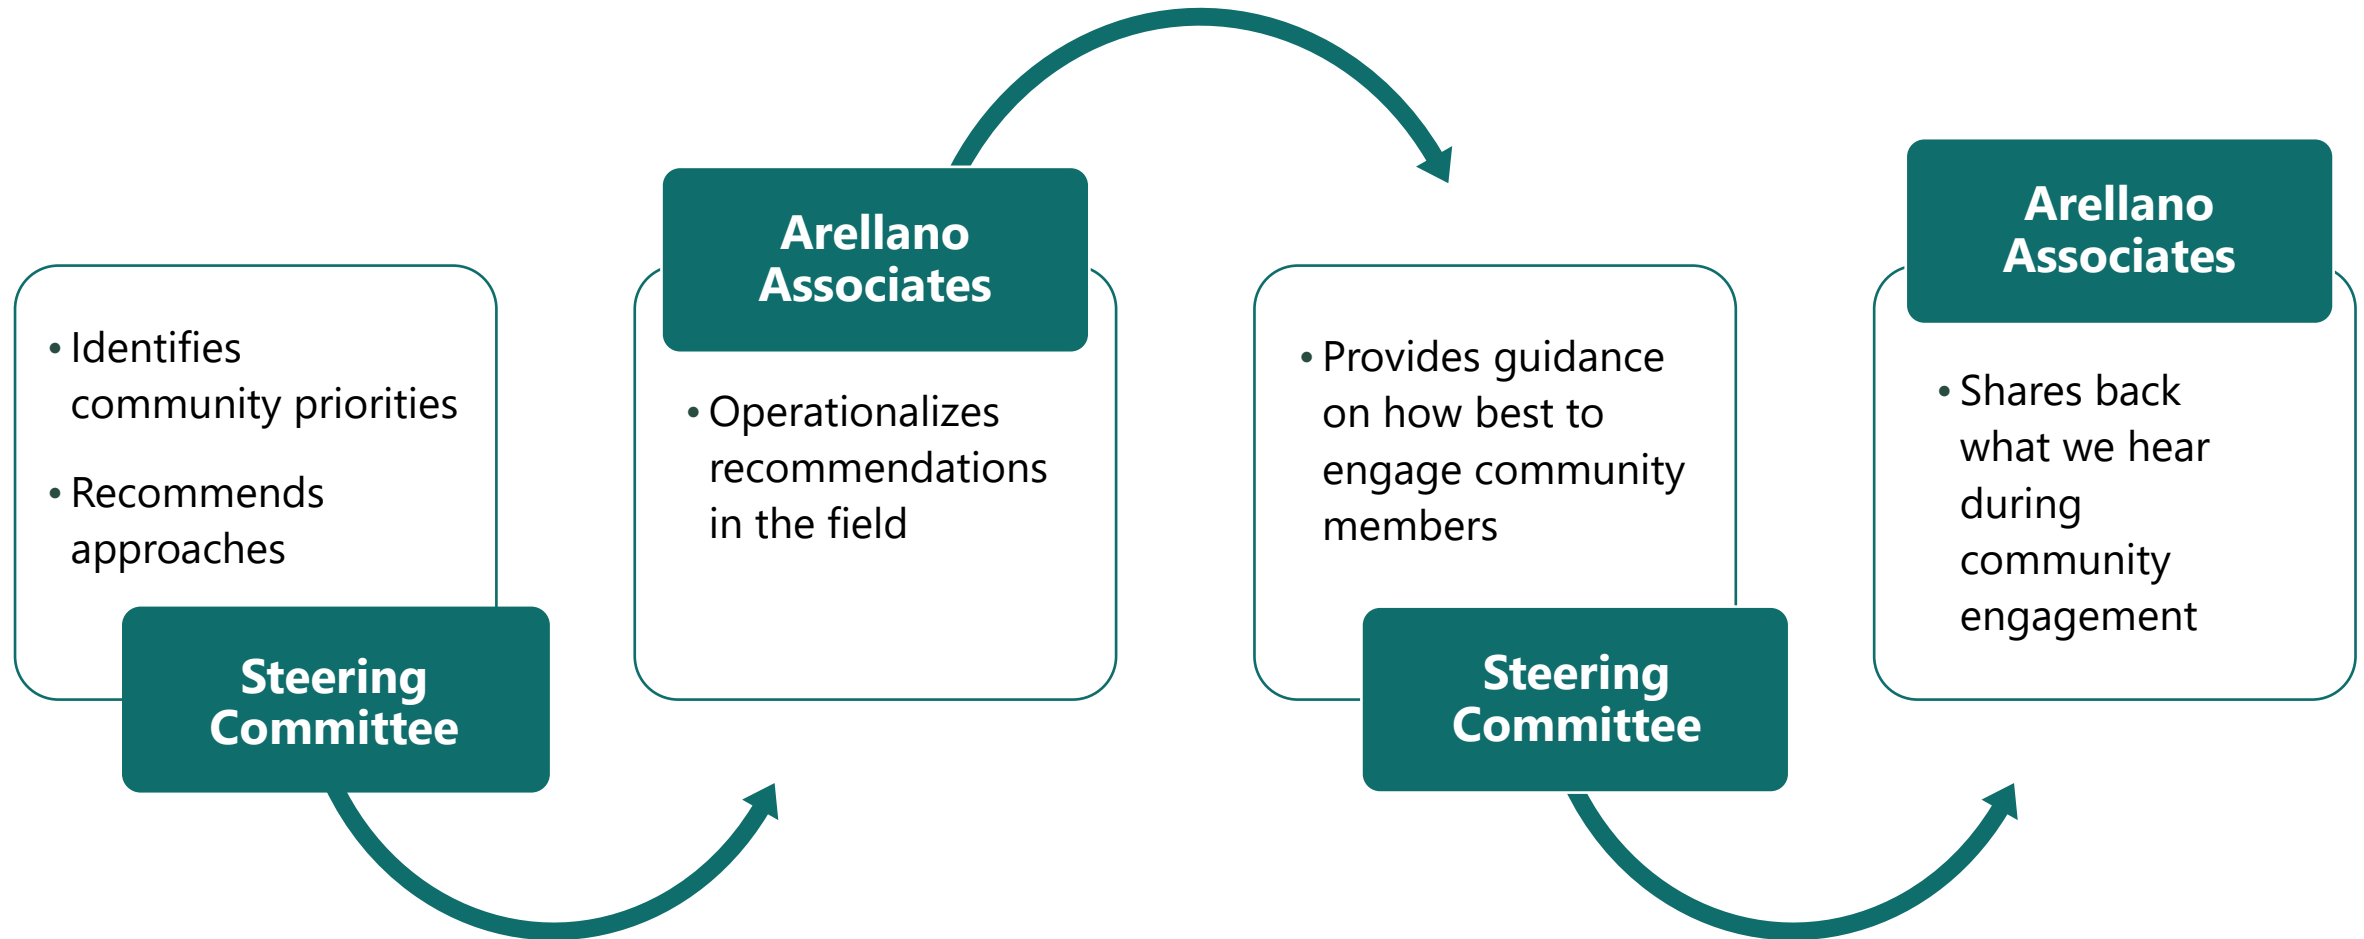 • Identifies
community priorities
• Recommends
approaches
Steering
Committee
Arellano
Associates
• Operationalizes
recommendations
in the field
• Provides guidance
on how best to
engage community
members
Steering
Committee
Arellano
Associates
• Shares back
what we hear
during
community
engagement